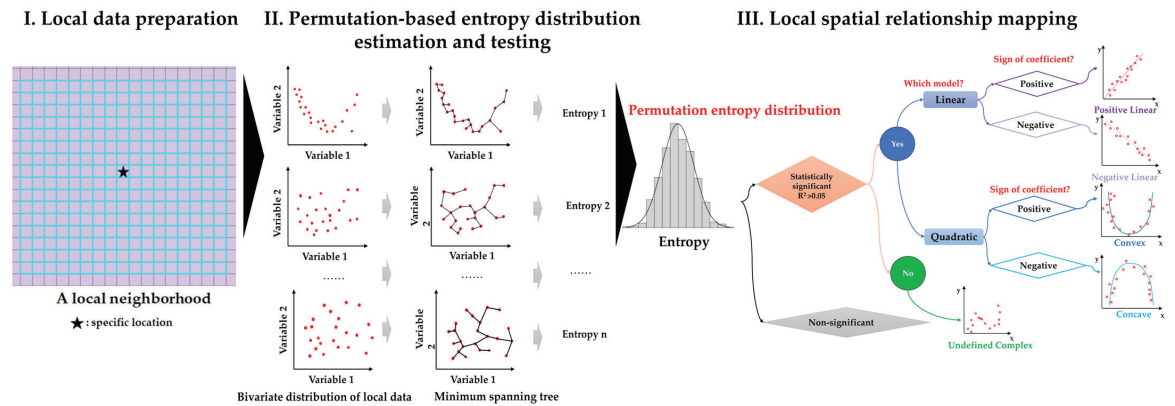 I. Local data preparation
A local neighborhood
★ : specific location
II. Permutation-based entropy distribution
estimation and testing
Variable 2
Variable 1
Variable 2
Variable 1
Entropy 1
Variable 2
Variable 1
Variable
2
Variable 1
Entropy 2
......
......
......
Variable 2
Variable 1
Variable
2
Variable 1
Entropy n
Bivariate distribution of local data
Minimum spanning tree
Permutation entropy distribution
Entropy
III. Local spatial relationship mapping
Statistically
significant
R²>0.05
Non-significant
Yes
No
Which model?
Linear
Quadratic
Sign of coefficient?
Positive
Negative
y
x
Positive Linear
y
x
Negative Linear
Sign of coefficient?
Positive
Negative
y
x
Convex
y
x
Concave
y
x
Undefined Complex